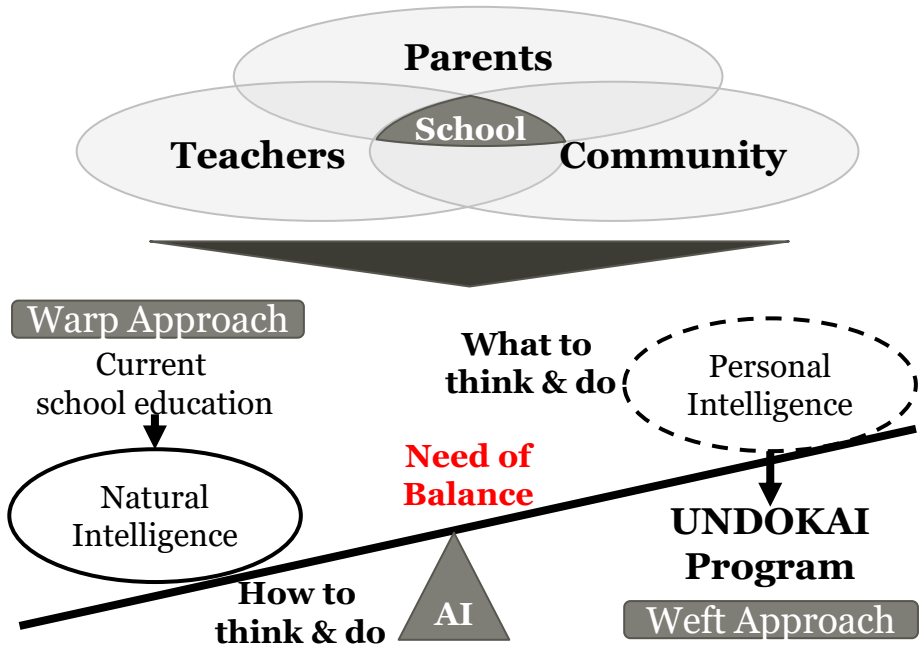 Parents
School
Teachers
Community
Warp Approach
Current
school education
Natural
Intelligence
How to
think & do
Need of
Balance
AI
What to
think & do
Personal
Intelligence
UNDOKAI
Program
Weft Approach